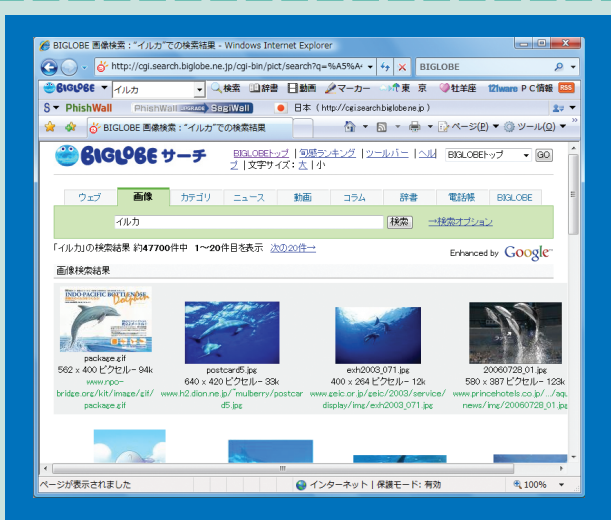 BIGLOBE 画像検索："イルカ"での検索結果 - Windows Internet Explorer
http://cgi.search.biglobe.ne.jp/cgi-bin/pict/search?q=%A5%A4
BIGLOBE
BIGLOBE イルカ 検索 辞書 動画 マーカー 東京 牡羊座 121ware PC情報 RSS
S PhishWall PhishWall UPGRADE SagiWall 日本 ( http://cgi.search.biglobe.ne.jp )
BIGLOBE 画像検索："イルカ"での検索結果 ページ(P) ツール(O)
BIGLOBE サーチ
BIGLOBEトップ | 旬感ランキング | ツールバー | ヘルプ | 文字サイズ：大 | 小
BIGLOBEトップ GO
ウェブ 画像 カテゴリ ニュース 動画 コラム 辞書 電話帳 BIGLOBE
イルカ 検索 →検索オプション
「イルカ」の検索結果 約47700件中 1～20件目を表示 次の20件→
Enhanced by Google
画像検索結果
INDO-PACIFIC BOTTLENOSE
Dolphin
package.gif
562 x 400 ピクセル - 94k
www.npo-
bridge.org/kit/image/gif/
package.gif
postcard5.jpg
640 x 420 ピクセル - 33k
www.h2.dion.ne.jp/~mulberry/postcar
d5.jpg
exh2003_071.jpg
400 x 264 ピクセル - 12k
www.geic.or.jp/geic/2003/service/
display/img/exh2003_071.jpg
20060728_01.jpg
580 x 387 ピクセル - 123k
www.princehotels.co.jp/.../aqu
news/img/20060728_01.jpg
ページが表示されました インターネット | 保護モード: 有効 100%